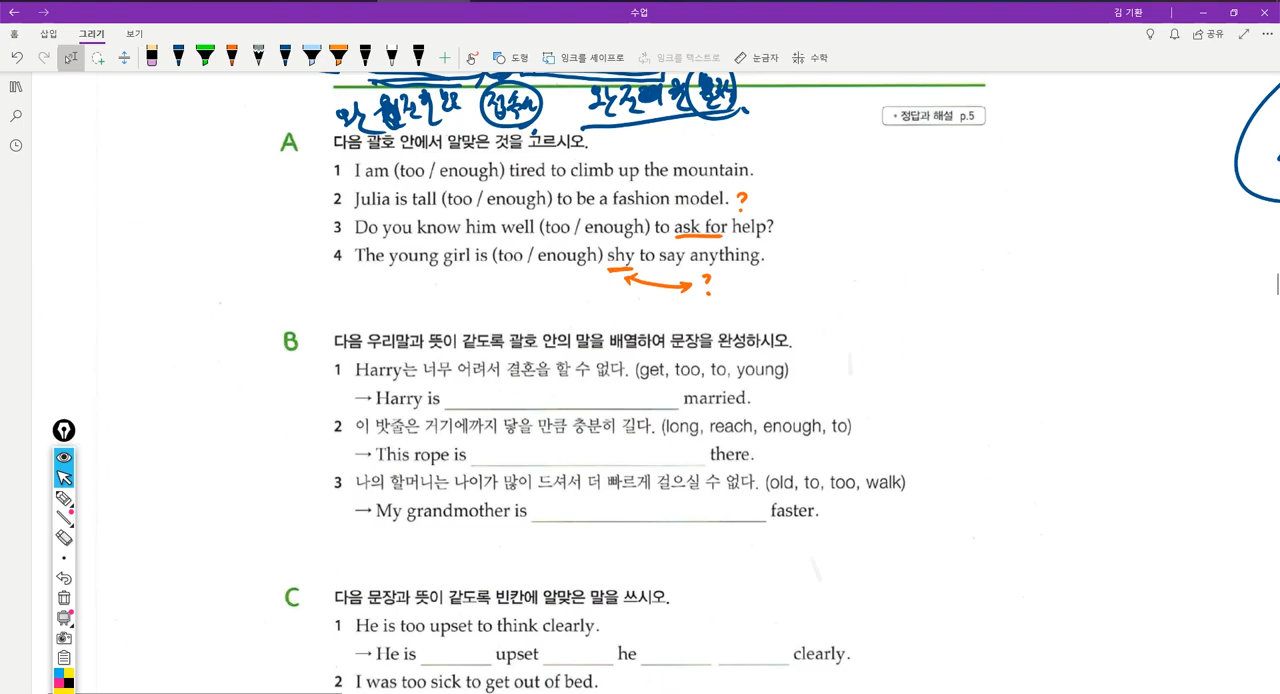 수업
김 기환
홈 삽입 그리기 보기
공유
도형 잉크를 셰이프로 잉크를 텍스트로 눈금자 수학
접속사
• 정답과 해설 p.5
A 다음 괄호 안에서 알맞은 것을 고르시오.
1 I am (too / enough) tired to climb up the mountain.
2 Julia is tall (too / enough) to be a fashion model. ?
3 Do you know him well (too / enough) to ask for help?
4 The young girl is (too / enough) shy to say anything.
?
B 다음 우리말과 뜻이 같도록 괄호 안의 말을 배열하여 문장을 완성하시오.
1 Harry는 너무 어려서 결혼을 할 수 없다. (get, too, to, young)
→ Harry is married.
2 이 밧줄은 거기에까지 닿을 만큼 충분히 길다. (long, reach, enough, to)
→ This rope is there.
3 나의 할머니는 나이가 많이 드셔서 더 빠르게 걸으실 수 없다. (old, to, too, walk)
→ My grandmother is faster.
C 다음 문장과 뜻이 같도록 빈칸에 알맞은 말을 쓰시오.
1 He is too upset to think clearly.
→ He is upset he clearly.
2 I was too sick to get out of bed.